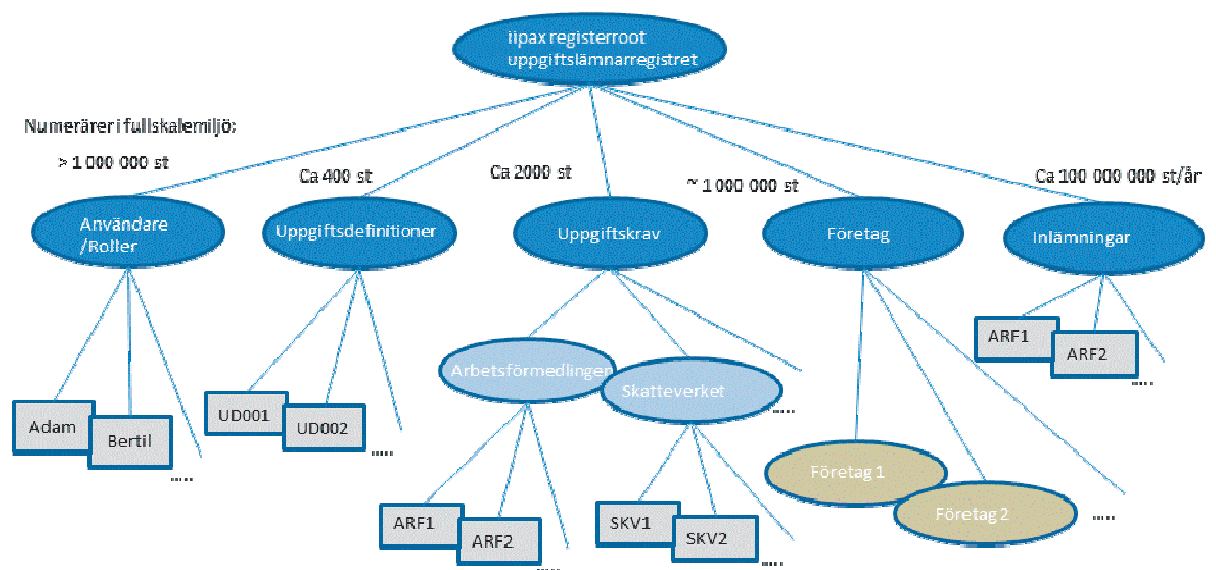 iipax registerroot
uppgiftslämnarregistret
Numerärer i fullskalemiljö:
> 1 000 000 st
Ca 400 st
Ca 2000 st
~ 1 000 000 st
Ca 100 000 000 st/år
Användare
/Roller
Uppgiftsdefinitioner
Uppgiftskrav
Företag
Inlämningar
ARF1
ARF2
.....
Arbetsförmedlingen
Skatteverket
.....
Adam
Bertil
.....
UD001
UD002
.....
Företag 1
Företag 2
.....
ARF1
ARF2
.....
SKV1
SKV2
.....